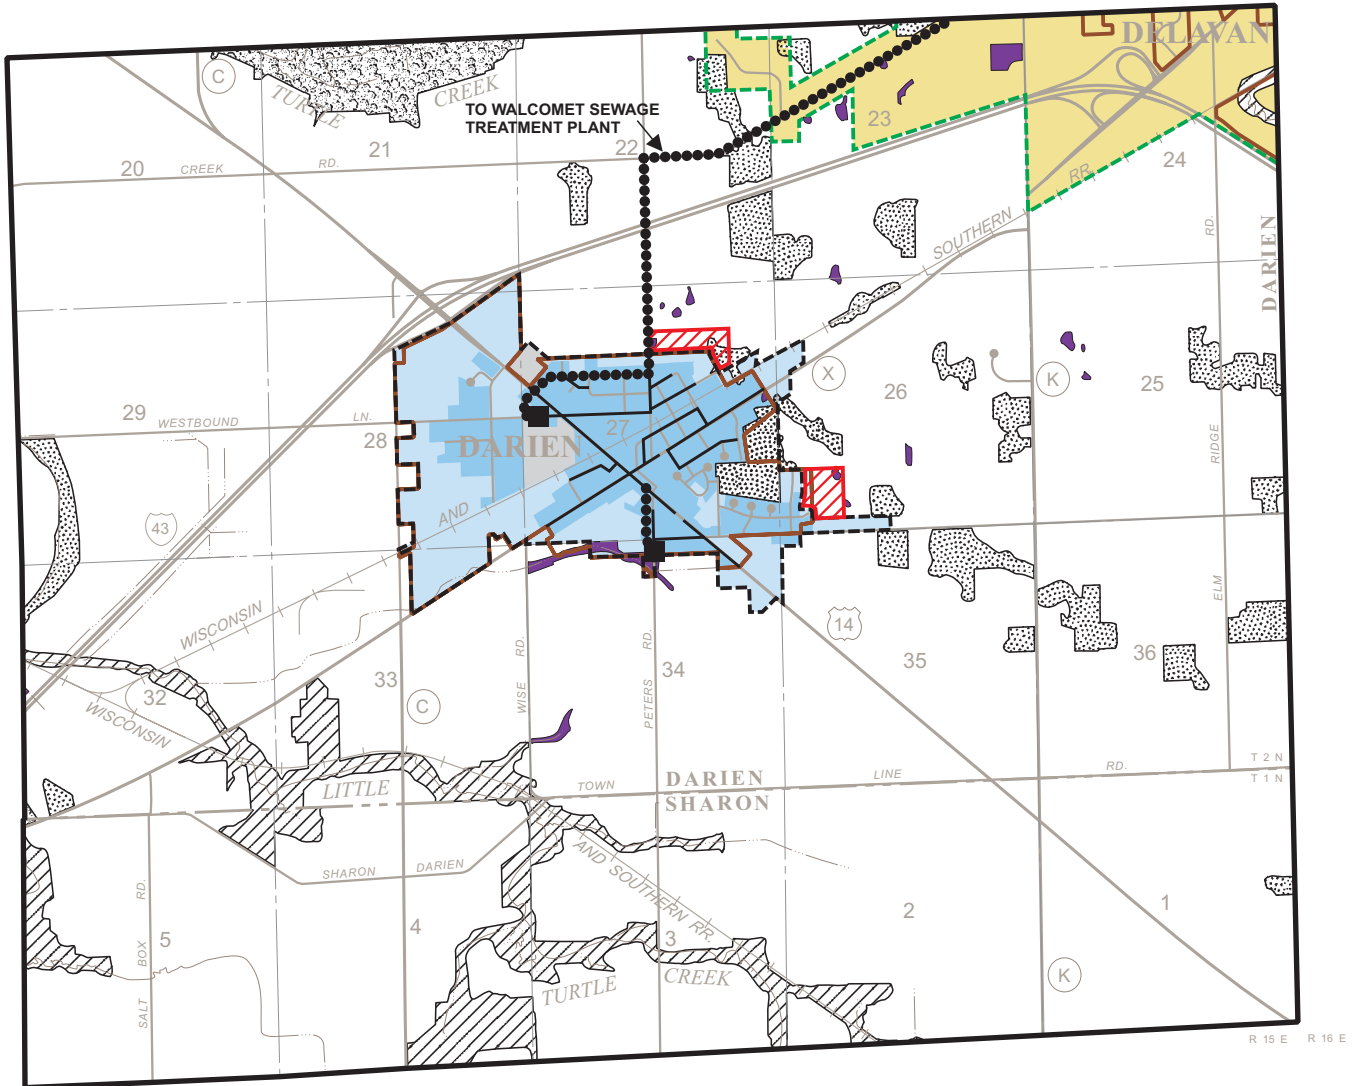 DELAVAN
C
TURTLE
CREEK
TO WALCOMET SEWAGE
TREATMENT PLANT
20
CREEK
RD.
21
22
23
24
RR.
SOUTHERN
RD.
DARIEN
29
WESTBOUND
LN.
28
DARIEN
27
X
26
K
25
RIDGE
43
AND
WISCONSIN
ELM
14
32
WISCONSIN
33
C
WISE
RD.
PETERS
RD.
34
35
36
LITTLE
TOWN
DARIEN
SHARON
LINE
RD.
T 2 N
T 1 N
SHARON
DARIEN
AND SOUTHERN RR.
SALT
BOX
RD.
5
4
3
2
1
TURTLE
CREEK
K
R 15 E
R 16 E